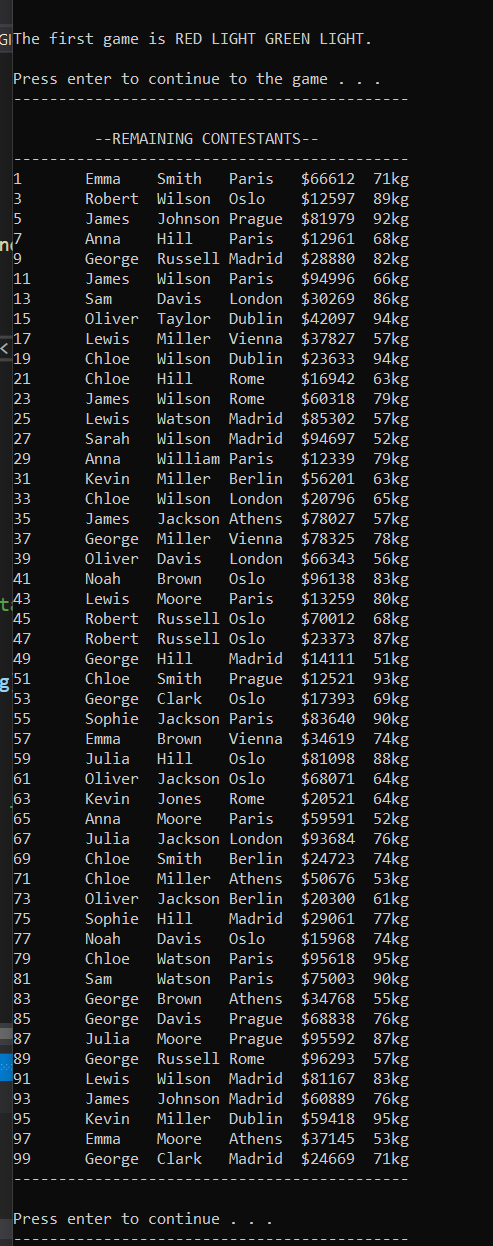 The first game is RED LIGHT GREEN LIGHT.
Press enter to continue to the game . . .
--------------------------------------------
--REMAINING CONTESTANTS--
--------------------------------------------
1 Emma Smith Paris $66612 71kg
3 Robert Wilson Oslo $12597 89kg
5 James Johnson Prague $81979 92kg
7 Anna Hill Paris $12961 68kg
9 George Russell Madrid $28880 82kg
11 James Wilson Paris $94996 66kg
13 Sam Davis London $30269 86kg
15 Oliver Taylor Dublin $42097 94kg
17 Lewis Miller Vienna $37827 57kg
19 Chloe Wilson Dublin $23633 94kg
21 Chloe Hill Rome $16942 63kg
23 James Wilson Rome $60318 79kg
25 Lewis Watson Madrid $85302 57kg
27 Sarah Wilson Madrid $94697 52kg
29 Anna William Paris $12339 79kg
31 Kevin Miller Berlin $56201 63kg
33 Chloe Wilson London $20796 65kg
35 James Jackson Athens $78027 57kg
37 George Miller Vienna $78325 78kg
39 Oliver Davis London $66343 56kg
41 Noah Brown Oslo $96138 83kg
43 Lewis Moore Paris $13259 80kg
45 Robert Russell Oslo $70012 68kg
47 Robert Russell Oslo $23373 87kg
49 George Hill Madrid $14111 51kg
51 Chloe Smith Prague $12521 93kg
53 George Clark Oslo $17393 69kg
55 Sophie Jackson Paris $83640 90kg
57 Emma Brown Vienna $34619 74kg
59 Julia Hill Oslo $81098 88kg
61 Oliver Jackson Oslo $68071 64kg
63 Kevin Jones Rome $20521 64kg
65 Anna Moore Paris $59591 52kg
67 Julia Jackson London $93684 76kg
69 Chloe Smith Berlin $24723 74kg
71 Chloe Miller Athens $50676 53kg
73 Oliver Jackson Berlin $20300 61kg
75 Sophie Hill Madrid $29061 77kg
77 Noah Davis Oslo $15968 74kg
79 Chloe Watson Paris $95618 95kg
81 Sam Watson Paris $75003 90kg
83 George Brown Athens $34768 55kg
85 George Davis Prague $68838 76kg
87 Julia Moore Prague $95592 87kg
89 George Russell Rome $96293 57kg
91 Lewis Wilson Madrid $81167 83kg
93 James Johnson Madrid $60889 76kg
95 Kevin Miller Dublin $59418 95kg
97 Emma Moore Athens $37145 53kg
99 George Clark Madrid $24669 71kg
--------------------------------------------
Press enter to continue . . .
--------------------------------------------